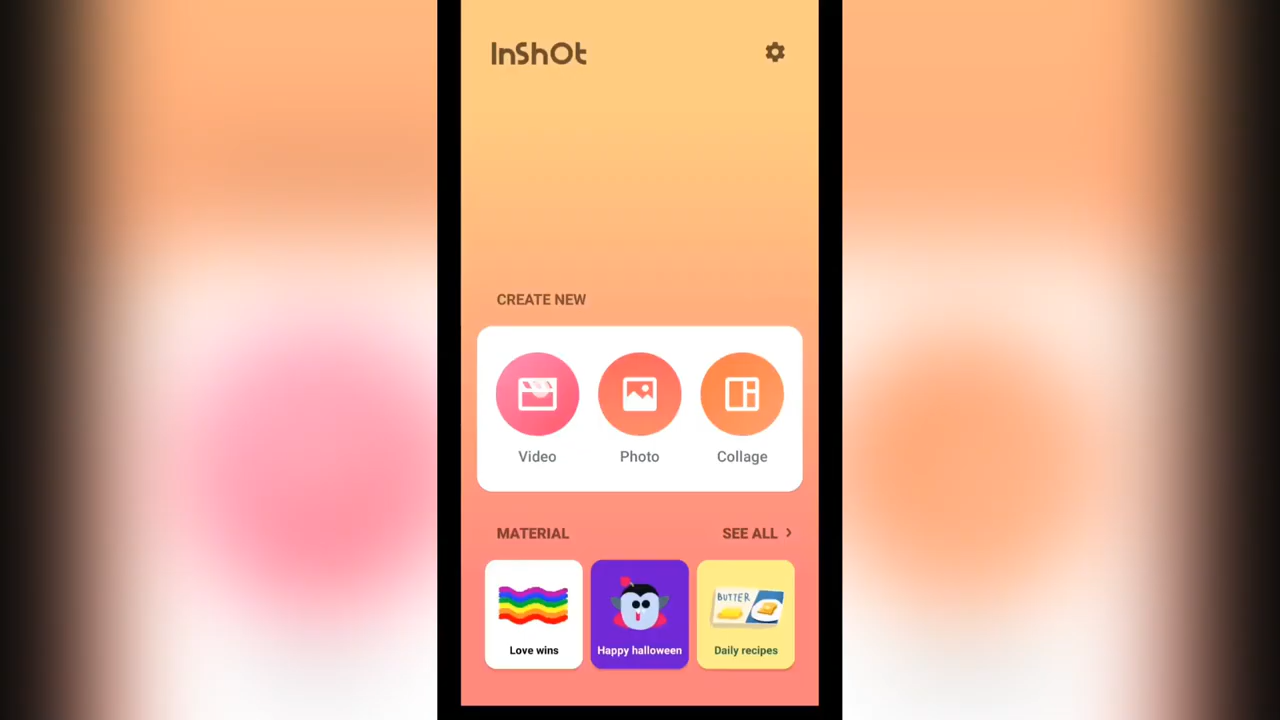 InShOt
CREATE NEW
Video Photo Collage
MATERIAL SEE ALL >
BUTTER
Love wins Happy halloween Daily recipes